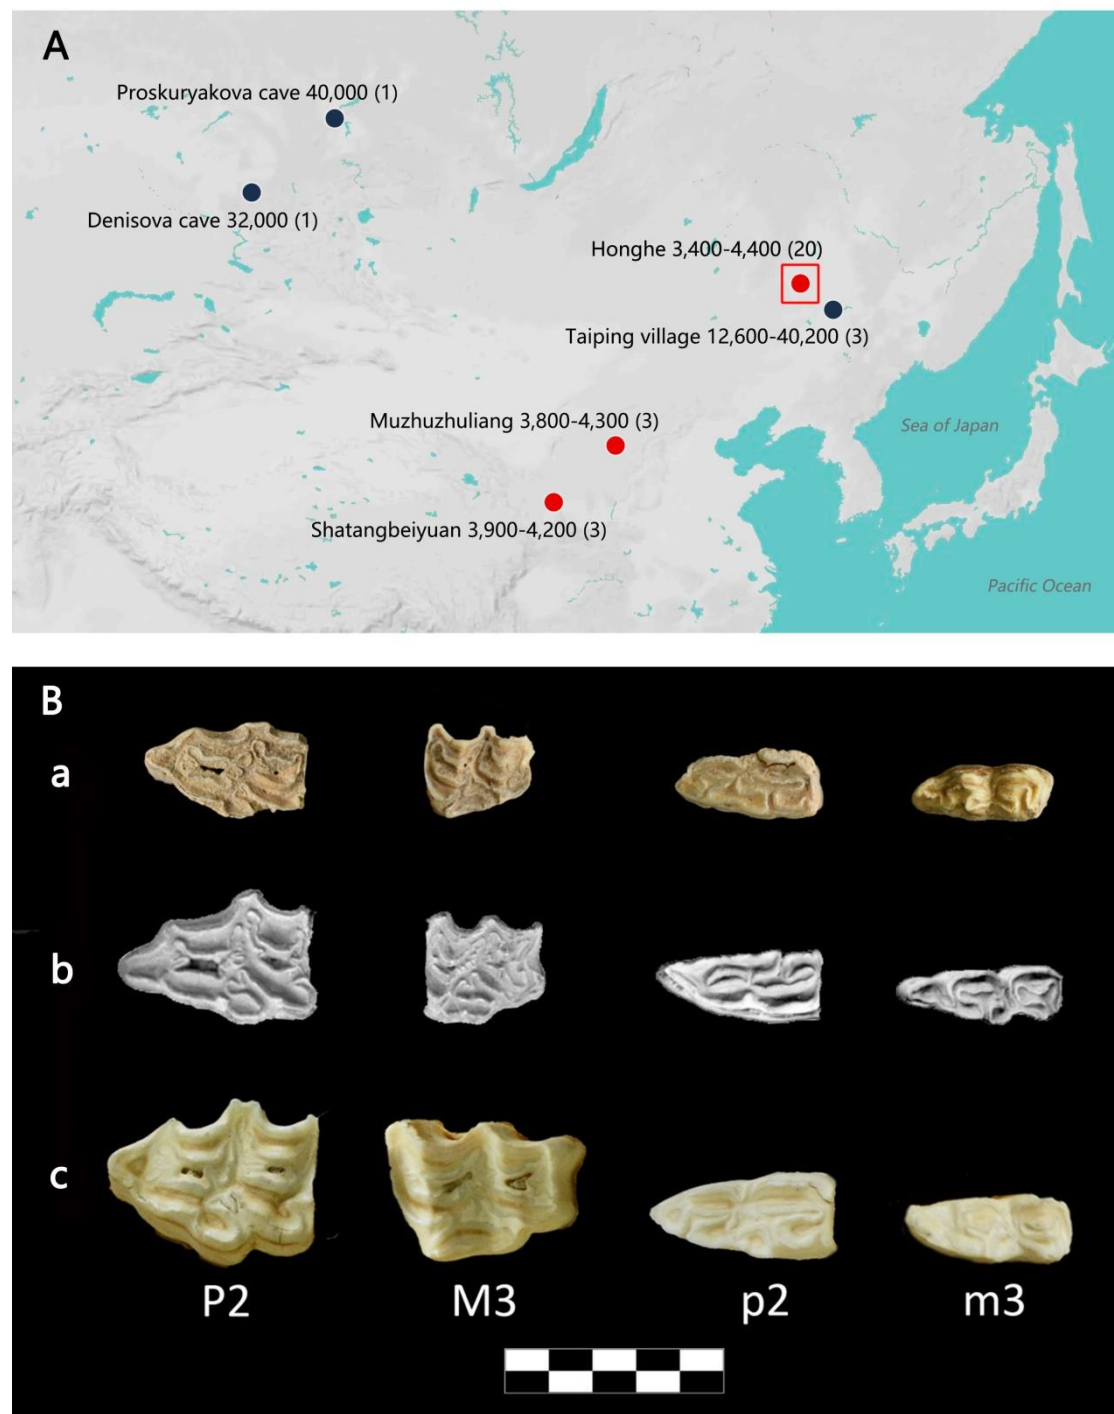 A
Proskuryakova cave 40,000 (1)
Denisova cave 32,000 (1)
Honghe 3,400-4,400 (20)
Taiping village 12,600-40,200 (3)
Muzhuzhuliang 3,800-4,300 (3)
Sea of Japan
Shatangbeiyuan 3,900-4,200 (3)
Pacific Ocean
B
a
b
c
P2 M3 p2 m3